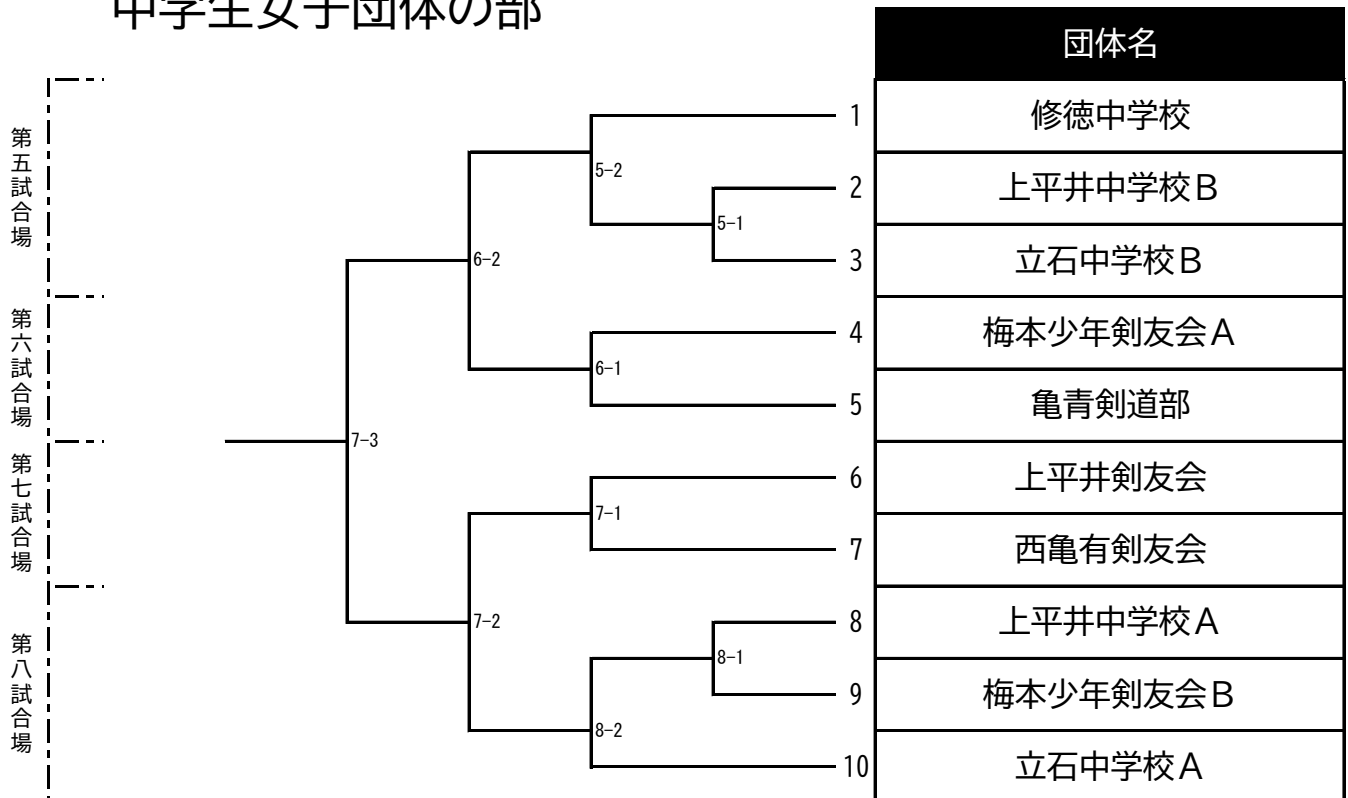 中学生女子団体の部
団体名
第五試合場
第六試合場
第七試合場
第八試合場
1 修徳中学校
2 上平井中学校B
3 立石中学校B
4 梅本少年剣友会A
5 亀青剣道部
6 上平井剣友会
7 西亀有剣友会
8 上平井中学校A
9 梅本少年剣友会B
10 立石中学校A
5-2
5-1
6-2
6-1
7-3
7-1
7-2
8-1
8-2